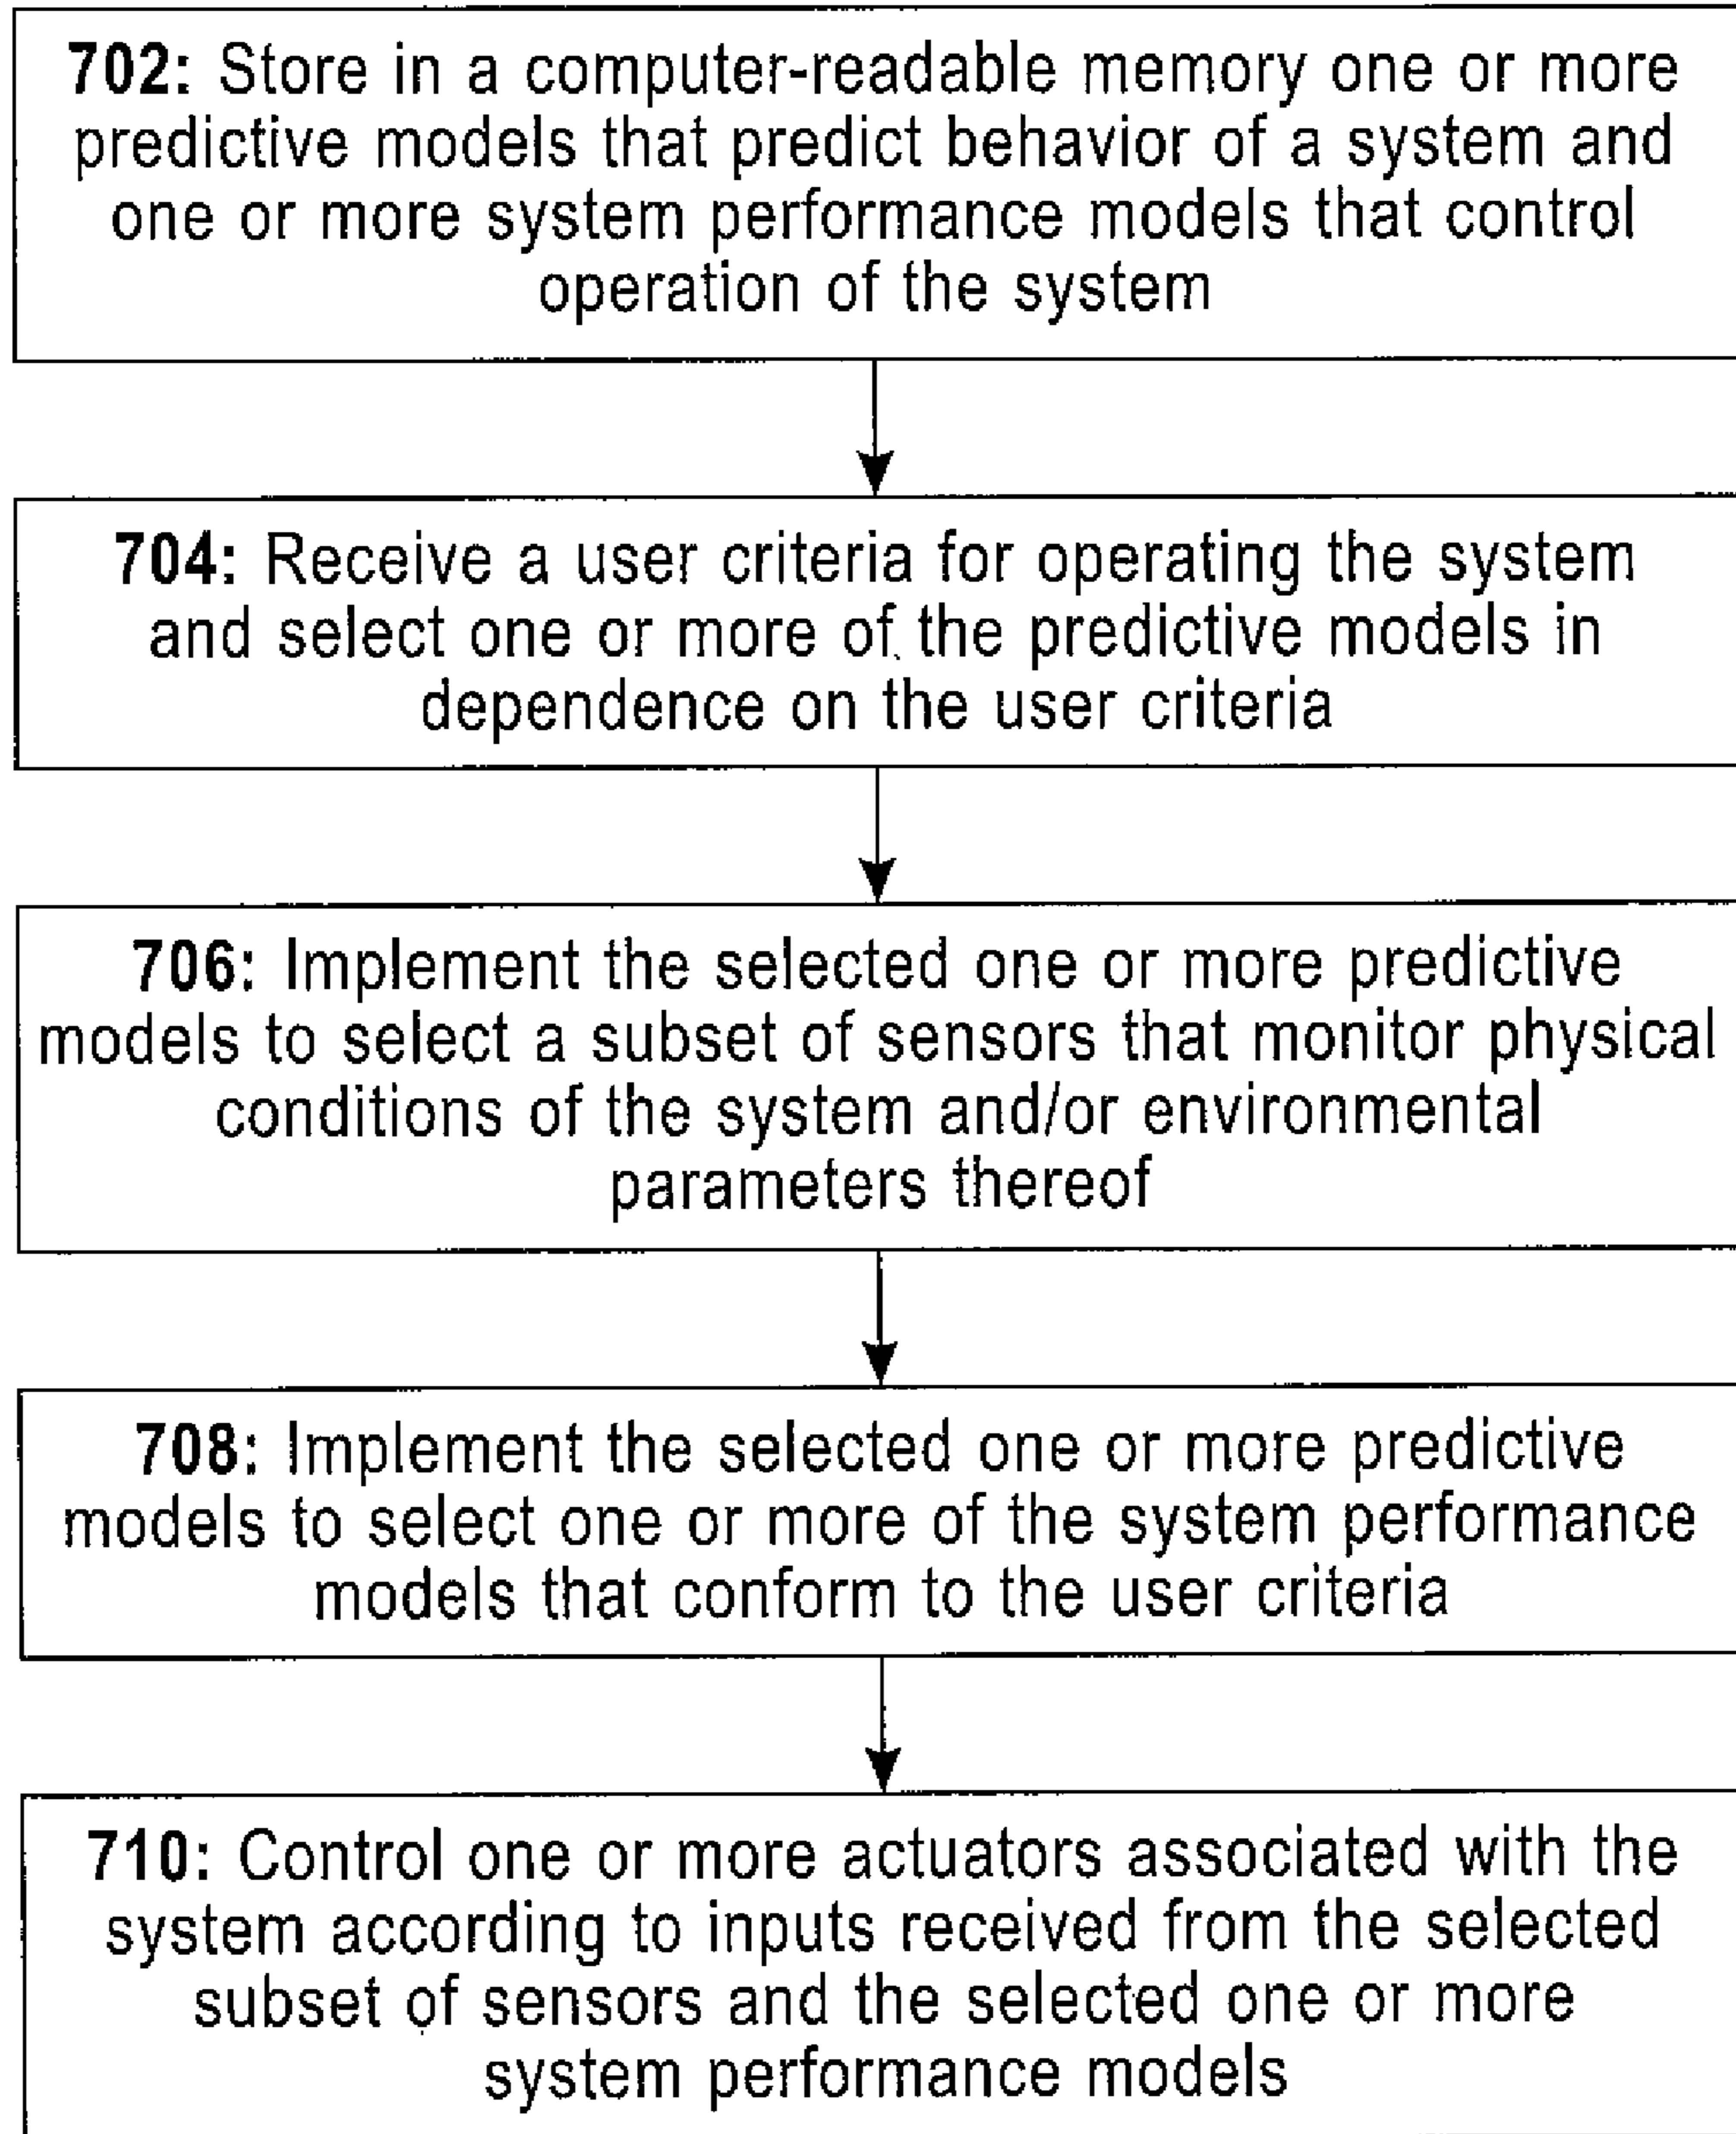 702: Store in a computer-readable memory one or more
predictive models that predict behavior of a system and
one or more system performance models that control
operation of the system
704: Receive a user criteria for operating the system
and select one or more of the predictive models in
dependence on the user criteria
706: Implement the selected one or more predictive
models to select a subset of sensors that monitor physical
conditions of the system and/or environmental
parameters thereof
708: Implement the selected one or more predictive
models to select one or more of the system performance
models that conform to the user criteria
710: Control one or more actuators associated with the
system according to inputs received from the selected
subset of sensors and the selected one or more
system performance models